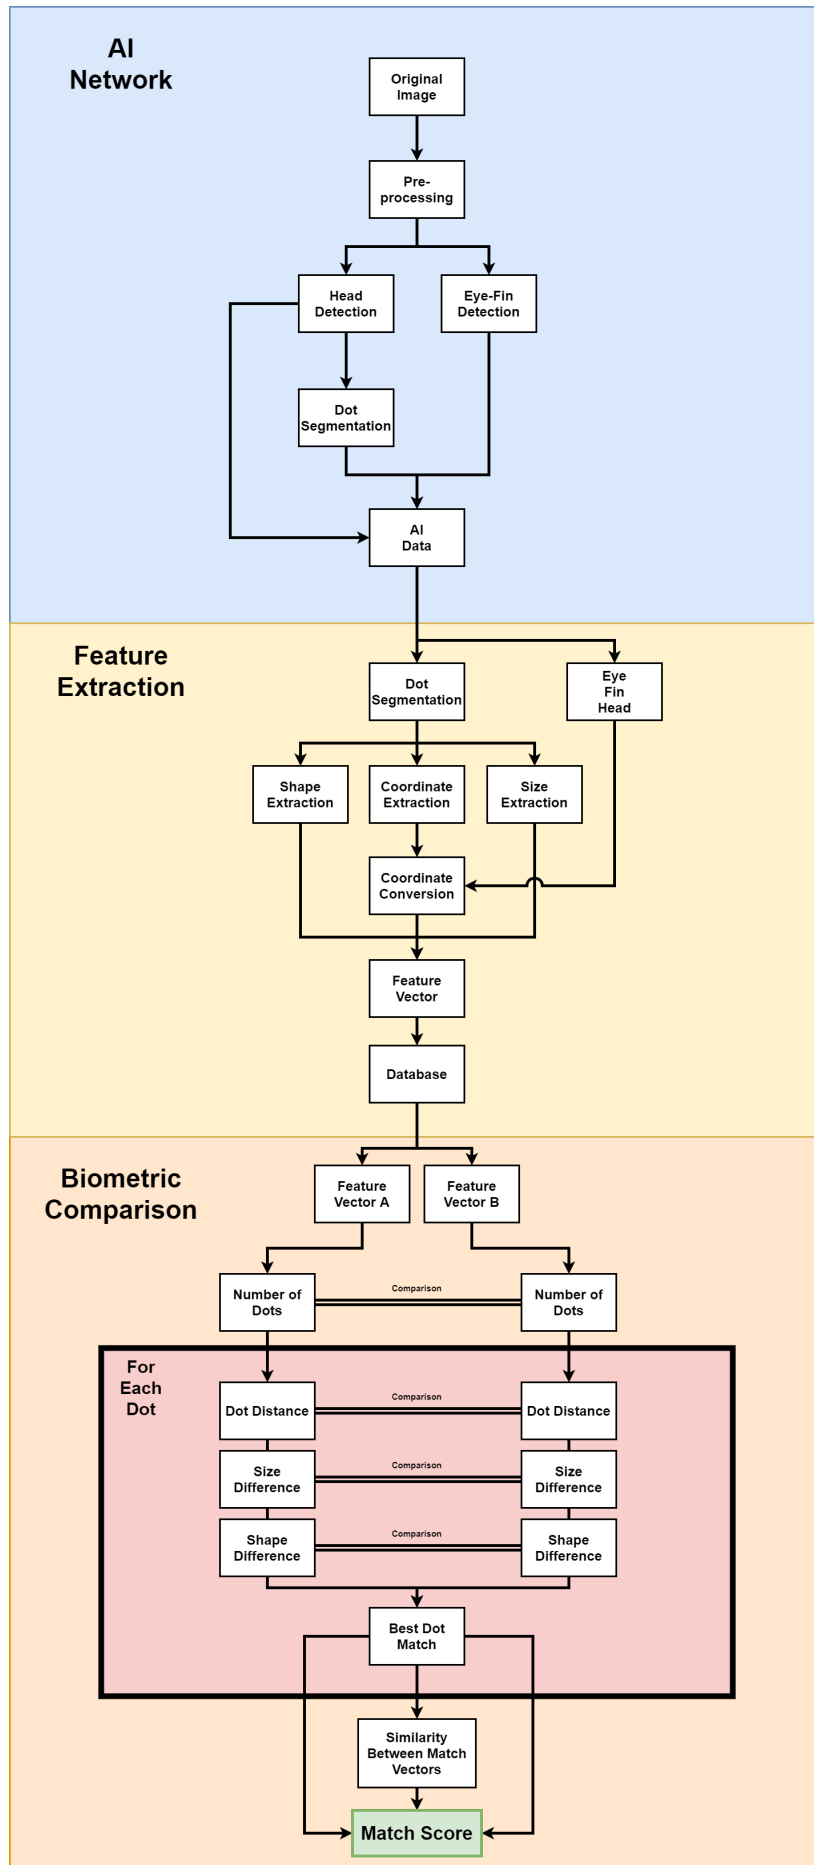 AI
Network
Original
Image
Pre-
processing
Head
Detection
Eye-Fin
Detection
Dot
Segmentation
AI
Data
Feature
Extraction
Dot
Segmentation
Eye
Fin
Head
Shape
Extraction
Coordinate
Extraction
Size
Extraction
Coordinate
Conversion
Feature
Vector
Database
Biometric
Comparison
Feature
Vector A
Feature
Vector B
Number of
Dots
Comparison
Number of
Dots
For
Each
Dot
Dot Distance
Comparison
Dot Distance
Size
Difference
Comparison
Size
Difference
Shape
Difference
Comparison
Shape
Difference
Best Dot
Match
Similarity
Between Match
Vectors
Match Score